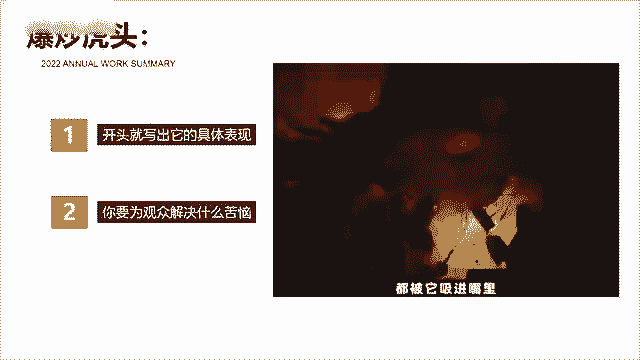 爆炒虎头：
2022 ANNUAL WORK SUMMARY
1
开头就写出它的具体表现
2
你要为观众解决什么苦恼
都被它吸进嘴里